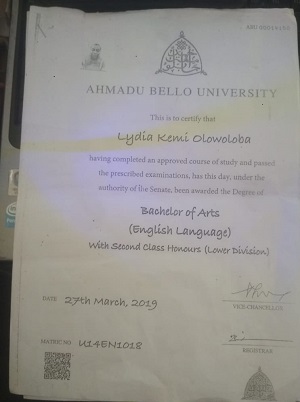 AHMADU BELLO UNIVERSITY
This is to certify that
Lydia Kemi Olowoloba
having completed an approved course of study and passed
the prescribed examinations, has this day, under the
authority of the Senate, been awarded the Degree of
Bachelor of Arts
(English Language)
With Second Class Honours (Lower Division)
DATE 27th March, 2019
VICE-CHANCELLOR
MATRIC NO U14EN1018
REGISTRAR